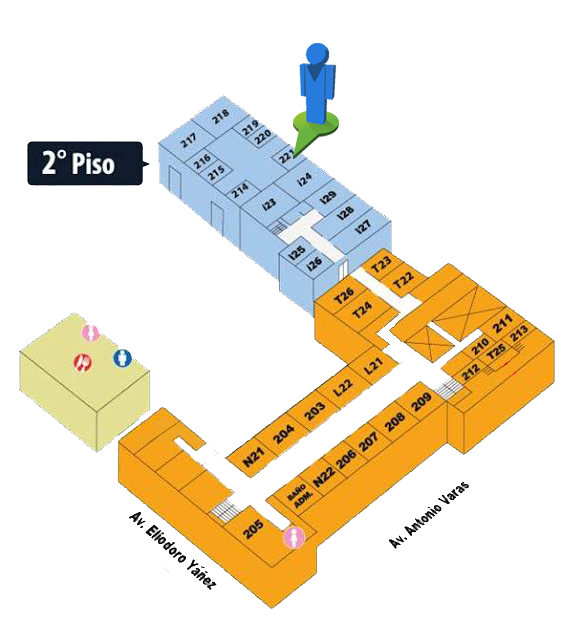 218
219
220
217
221
216
215
2° Piso
214
I24
I23
I29
I28
I27
I25
I26
T23
T22
T26
T24
211
213
210
T25
212
L21
L22
203
204
N21
209
208
207
206
N22
BAÑO
ADM.
205
Av. Antonio Varas
Av. Eliodoro Yáñez